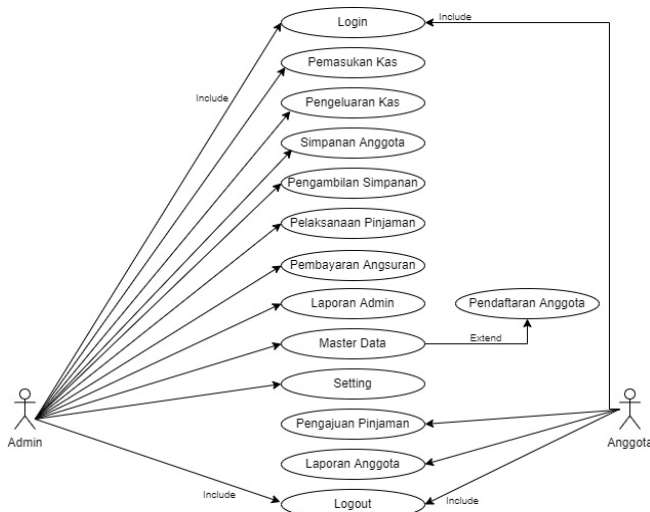 Login
Include
Pemasukan Kas
Include
Pengeluaran Kas
Simpanan Anggota
Pengambilan Simpanan
Pelaksanaan Pinjaman
Pembayaran Angsuran
Laporan Admin
Pendaftaran Anggota
Master Data
Extend
Setting
Pengajuan Pinjaman
Admin
Anggota
Laporan Anggota
Include
Logout
Include